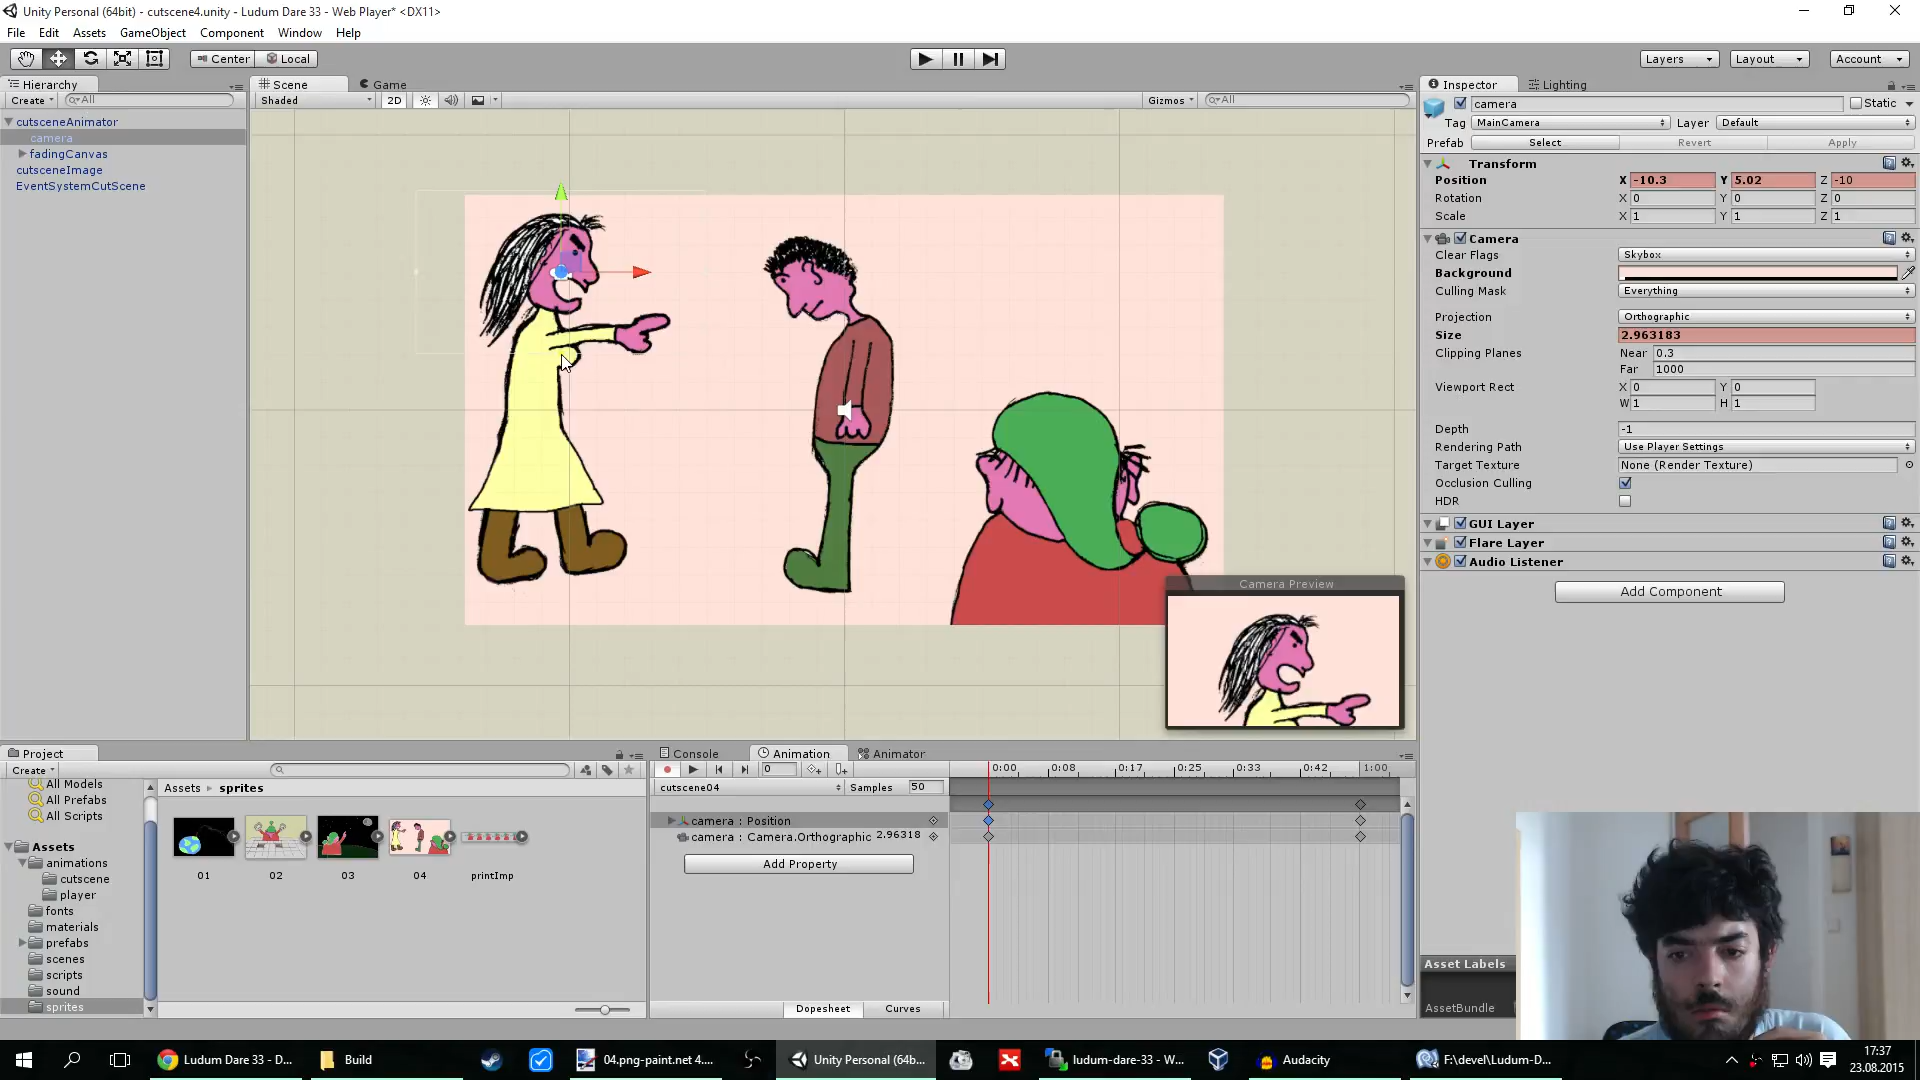 Unity Personal (64bit) - cutscene4.unity - Ludum Dare 33 - Web Player* <DX11>
File Edit Assets GameObject Component Window Help
Center Local Layers Layout Account
Hierarchy
Create All
cutsceneAnimator
camera
fadingCanvas
cutsceneImage
EventSystemCutScene
Scene Game
Shaded 2D Gizmos All
Camera Preview
Inspector Lighting
camera Static
Tag MainCamera Layer Default
Prefab Select Revert Apply
Transform
Position X -10.3 Y 5.02 Z -10
Rotation X 0 Y 0 Z 0
Scale X 1 Y 1 Z 1
Camera
Clear Flags Skybox
Background
Culling Mask Everything
Projection Orthographic
Size 2.963183
Clipping Planes Near 0.3
Far 1000
Viewport Rect X 0 Y 0
W 1 H 1
Depth -1
Rendering Path Use Player Settings
Target Texture None (Render Texture)
Occlusion Culling
HDR
GUI Layer
Flare Layer
Audio Listener
Add Component
Asset Labels
AssetBundle
Project
Create
All Models
All Prefabs
All Scripts
Assets
animations
cutscene
player
fonts
materials
prefabs
scenes
scripts
sound
sprites
Assets sprites
01 02 03 04 printImp
Console Animation Animator
0 0:00 0:08 0:17 0:25 0:33 0:42 1:00
cutscene04 Samples 50
camera : Position
camera : Camera.Orthographic 2.96318
Add Property
Dopesheet Curves
Ludum Dare 33 - D... Build 04.png-paint.net 4.... Unity Personal (64b... ludum-dare-33 - W... Audacity F:\devel\Ludum-D...
17:37
23.08.2015